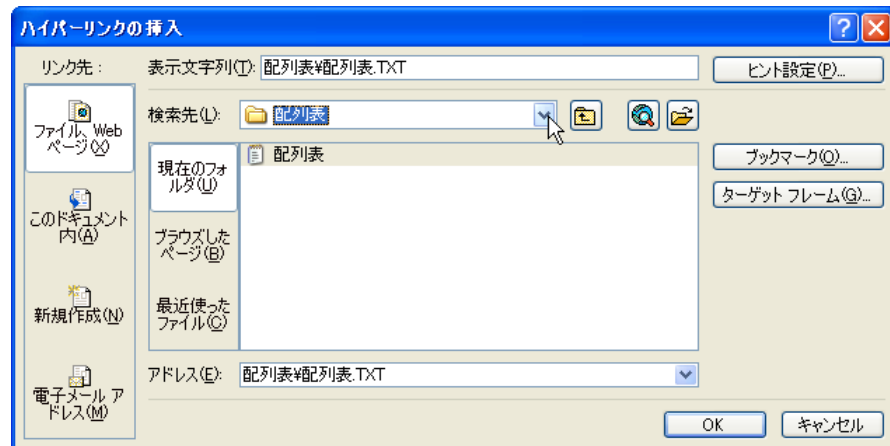 ハイパーリンクの挿入
リンク先：
表示文字列(T): 配列表¥配列表.TXT
ヒント設定(P)...
ファイル、Web
ページ(X)
検索先(L): 配列表
現在のフォ
ルダ(U)
配列表
ブックマーク(O)...
ターゲット フレーム(G)...
このドキュメント
内(A)
ブラウズした
ページ(B)
新規作成(N)
最近使った
ファイル(C)
電子メール ア
ドレス(M)
アドレス(E): 配列表¥配列表.TXT
OK
キャンセル